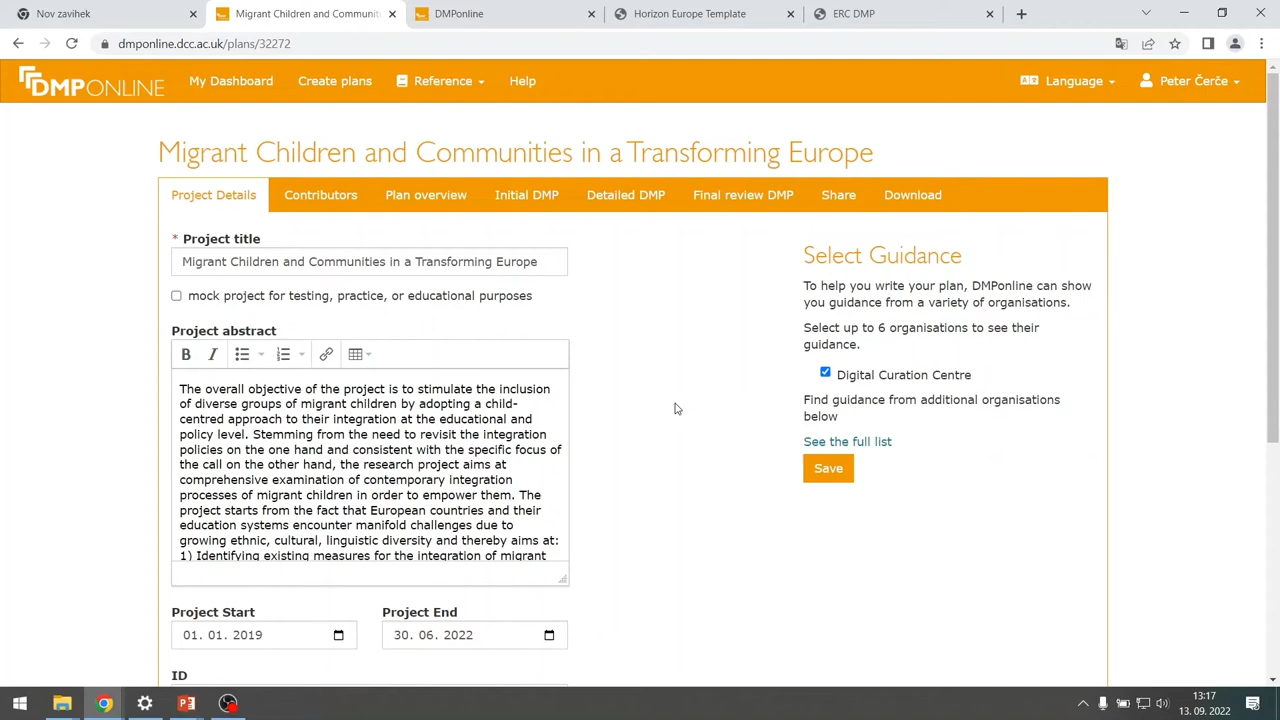 Nov zavihek
Migrant Children and Communiti
DMPonline
Horizon Europe Template
ERC DMP
dmponline.dcc.ac.uk/plans/32272
DMPONLINE
My Dashboard
Create plans
Reference
Help
Language
Peter Čerče
Migrant Children and Communities in a Transforming Europe
Project Details
Contributors
Plan overview
Initial DMP
Detailed DMP
Final review DMP
Share
Download
* Project title
Migrant Children and Communities in a Transforming Europe
mock project for testing, practice, or educational purposes
Project abstract
B I
The overall objective of the project is to stimulate the inclusion
of diverse groups of migrant children by adopting a child-
centred approach to their integration at the educational and
policy level. Stemming from the need to revisit the integration
policies on the one hand and consistent with the specific focus of
the call on the other hand, the research project aims at
comprehensive examination of contemporary integration
processes of migrant children in order to empower them. The
project starts from the fact that European countries and their
education systems encounter manifold challenges due to
growing ethnic, cultural, linguistic diversity and thereby aims at:
1) Identifying existing measures for the integration of migrant
Project Start
01. 01. 2019
Project End
30. 06. 2022
ID
Select Guidance
To help you write your plan, DMPonline can show
you guidance from a variety of organisations.
Select up to 6 organisations to see their
guidance.
Digital Curation Centre
Find guidance from additional organisations
below
See the full list
Save
13:17
13. 09. 2022